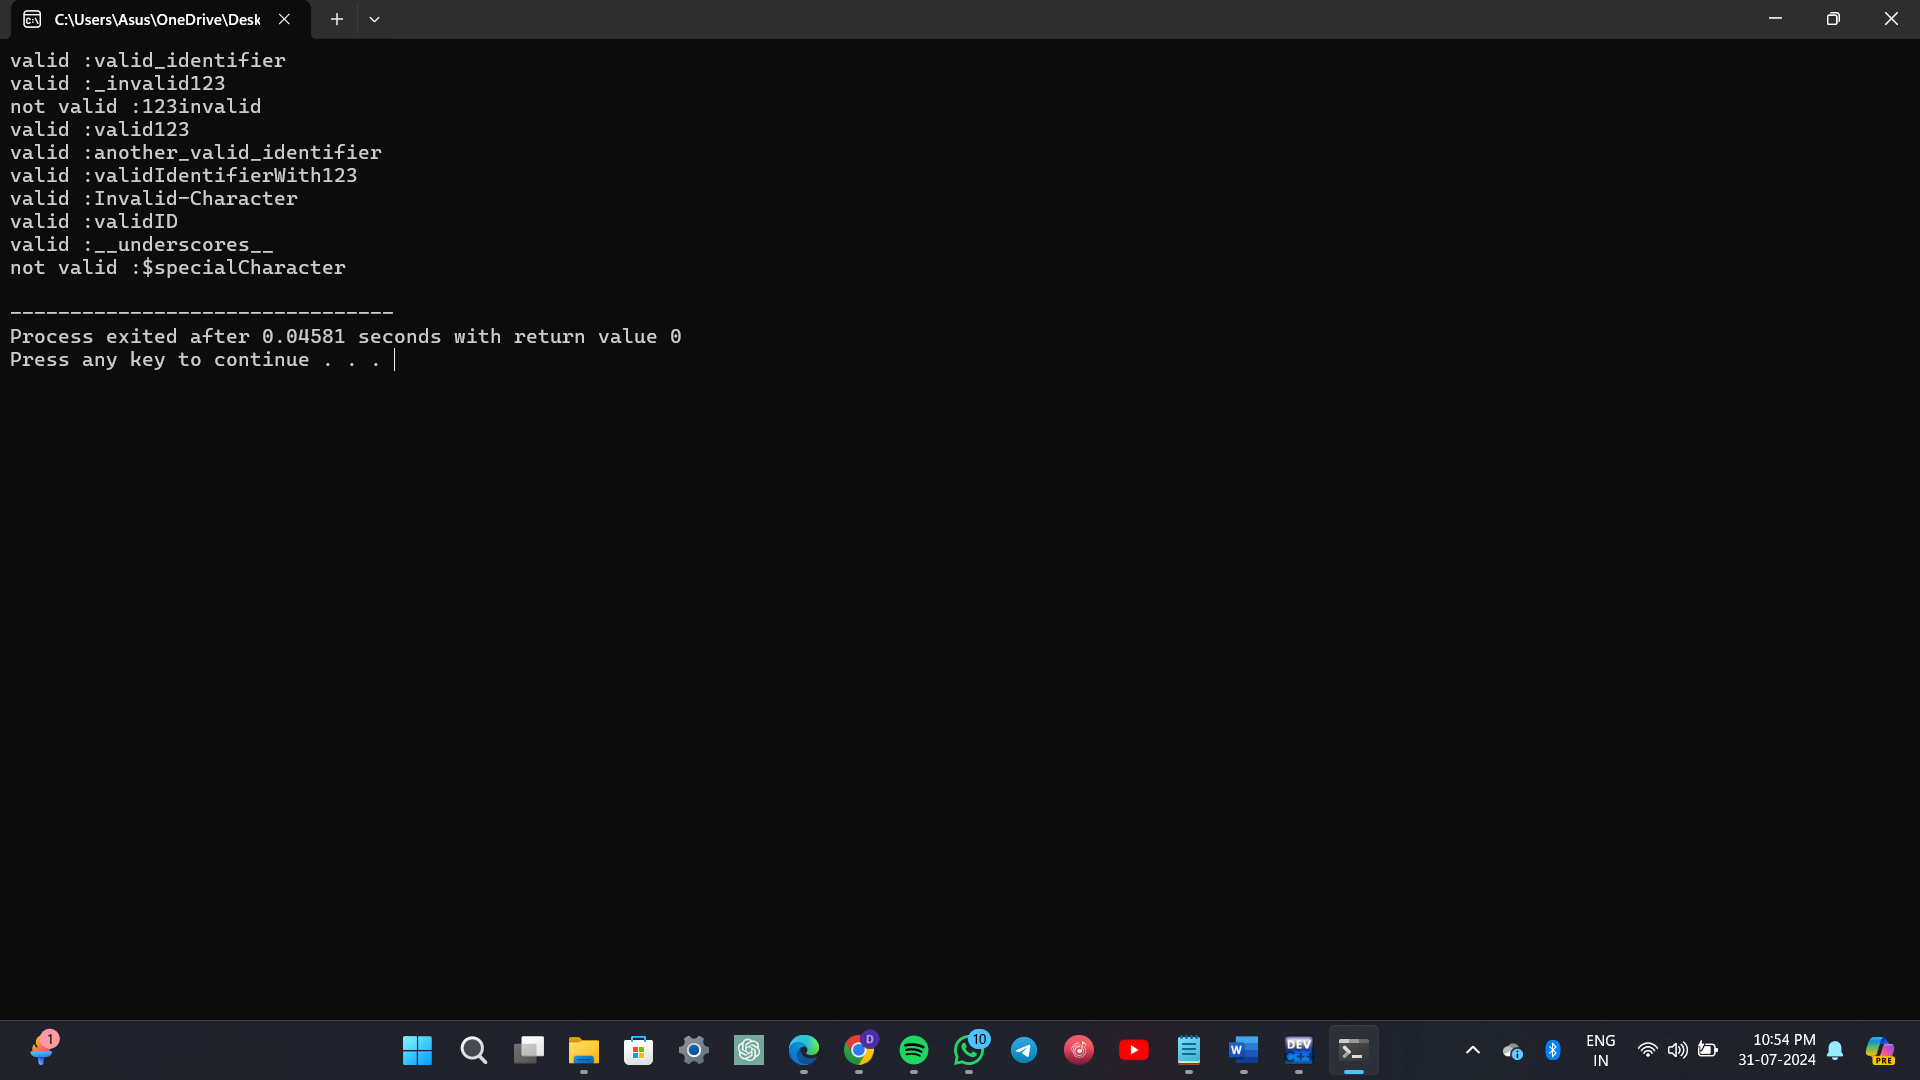 C:\Users\Asus\OneDrive\Desk
valid :valid_identifier
valid :_invalid123
not valid :123invalid
valid :valid123
valid :another_valid_identifier
valid :validIdentifierWith123
valid :Invalid-Character
valid :validID
valid :__underscores__
not valid :$specialCharacter
--------------------------------
Process exited after 0.04581 seconds with return value 0
Press any key to continue . . .
1
D
10
W
DEV
C++
ENG
IN
10:54 PM
31-07-2024
PRE